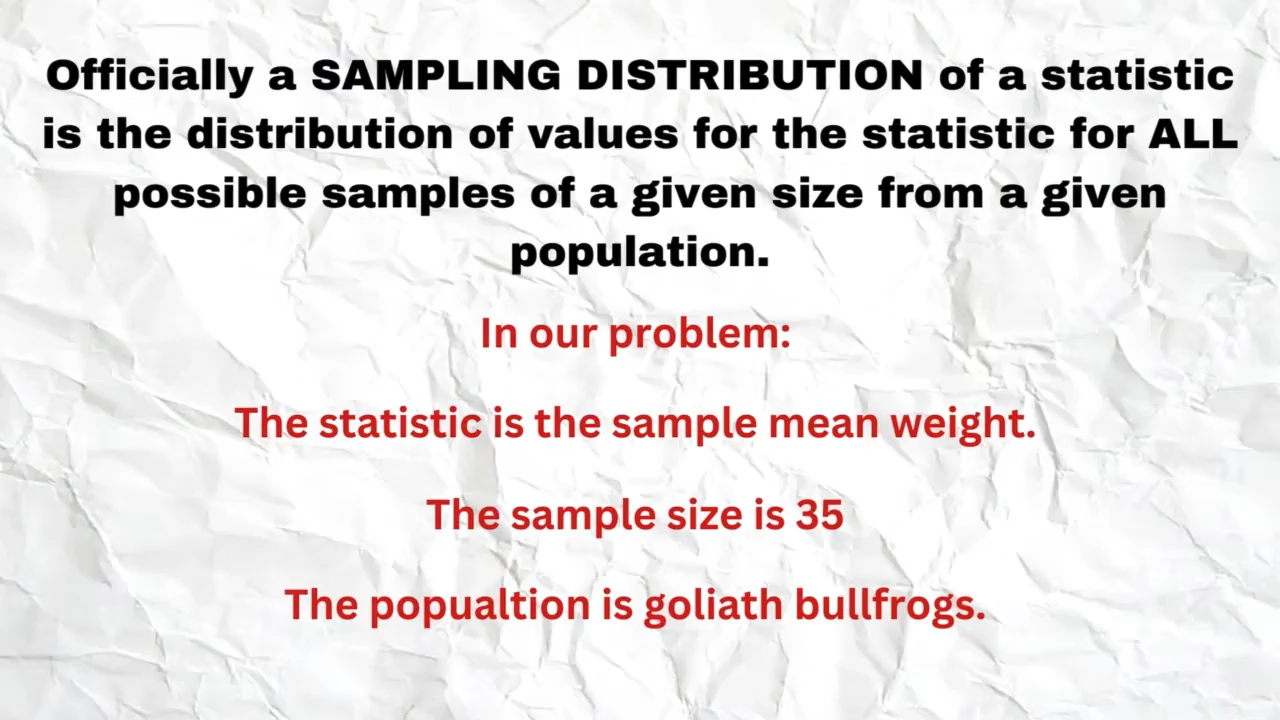 Officially a SAMPLING DISTRIBUTION of a statistic
is the distribution of values for the statistic for ALL
possible samples of a given size from a given
population.
In our problem:
The statistic is the sample mean weight.
The sample size is 35
The popualtion is goliath bullfrogs.